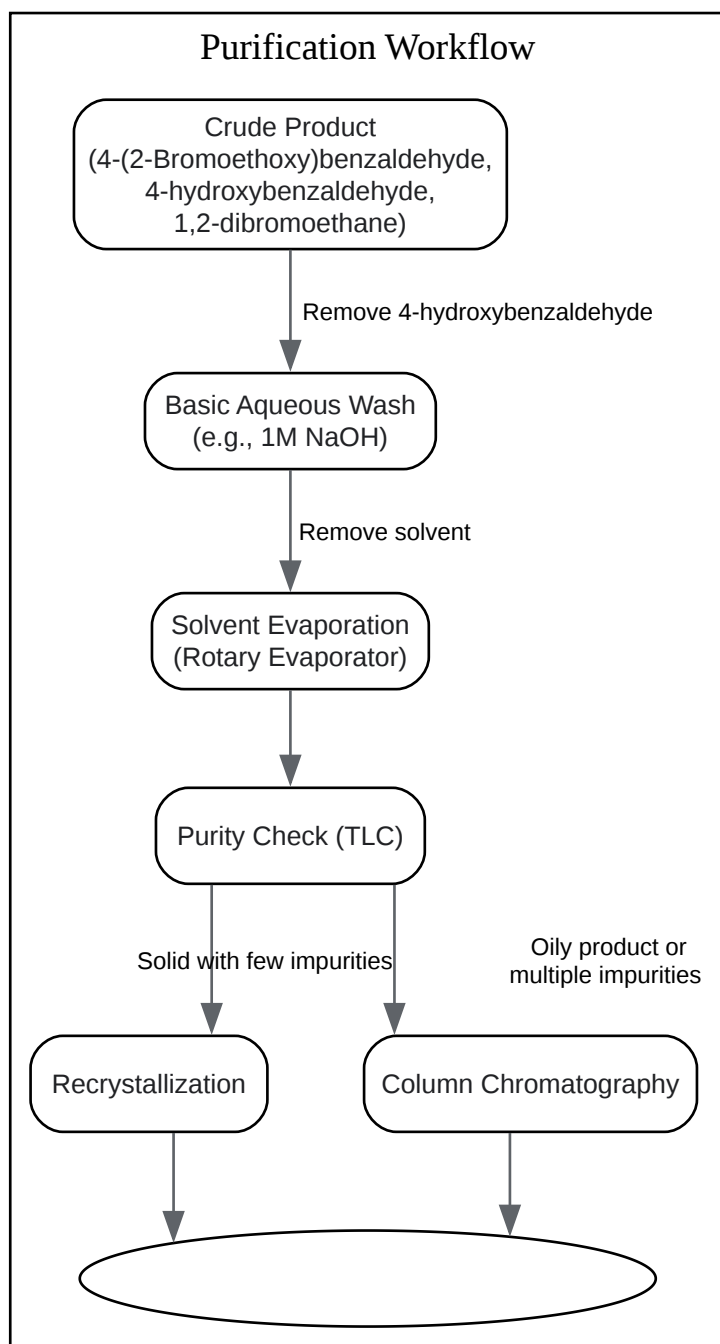 Purification Workflow
Crude Product
(4-(2-Bromoethoxy)benzaldehyde,
4-hydroxybenzaldehyde,
1,2-dibromoethane)
Remove 4-hydroxybenzaldehyde
Basic Aqueous Wash
(e.g., 1M NaOH)
Remove solvent
Solvent Evaporation
(Rotary Evaporator)
Purity Check (TLC)
Solid with few impurities
Oily product or
multiple impurities
Recrystallization
Column Chromatography